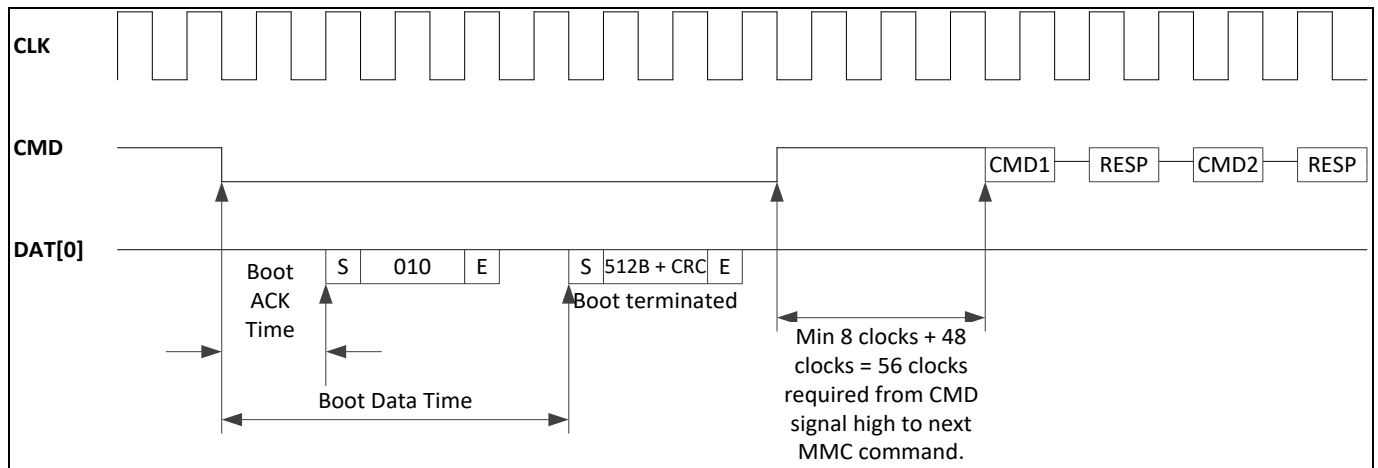 CLK
CMD
CMD1 RESP CMD2 RESP
DAT[0]
S 010 E S 512B + CRC E
Boot
ACK
Time
Boot terminated
Boot Data Time
Min 8 clocks + 48
clocks = 56 clocks
required from CMD
signal high to next
MMC command.